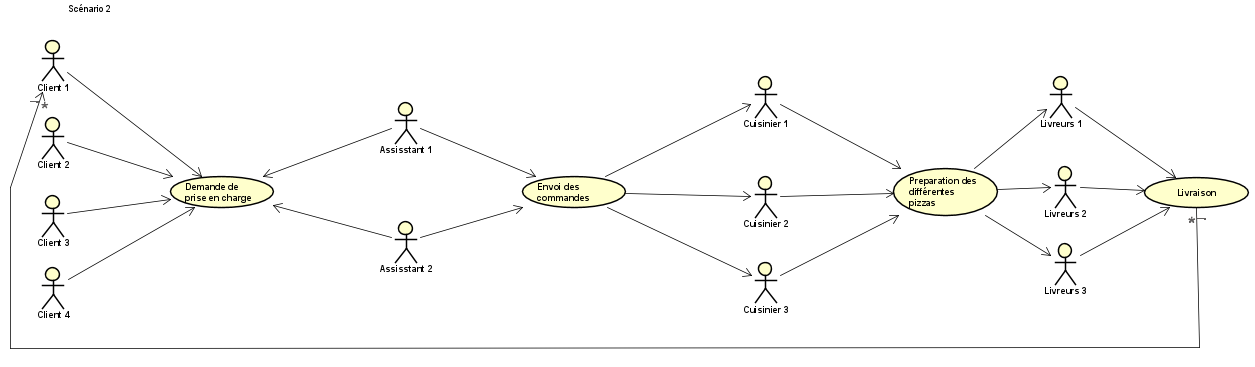 Scénario 2
Client 1
*
Client 2
Client 3
Client 4
Demande de
prise en charge
Assisstant 1
Assisstant 2
Envoi des
commandes
Cuisinier 1
Cuisinier 2
Cuisinier 3
Preparation des
différentes
pizzas
Livreurs 1
Livreurs 2
Livreurs 3
Livraison
*